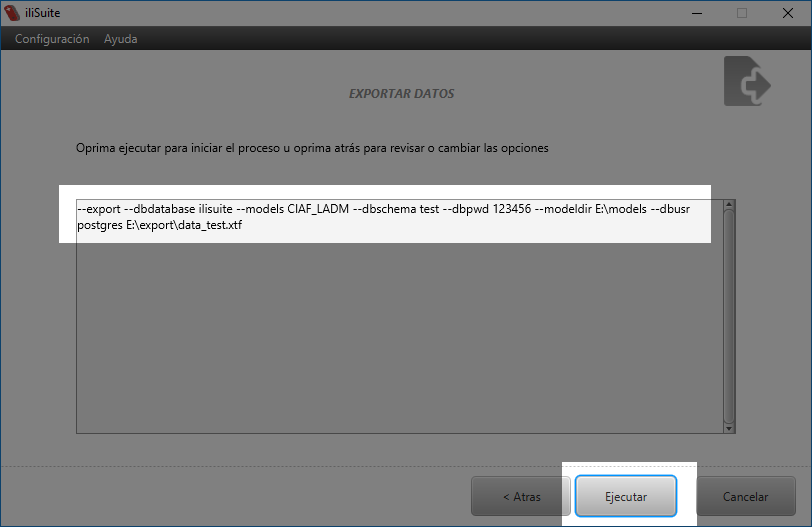 iliSuite
Configuración Ayuda
EXPORTAR DATOS
Oprima ejecutar para iniciar el proceso u oprima atrás para revisar o cambiar las opciones
--export --dbdatabase ilisuite --models CIAF_LADM --dbschema test --dbpwd 123456 --modeldir E:\models --dbusr
postgres E:\export\data_test.xtf
< Atras Ejecutar Cancelar